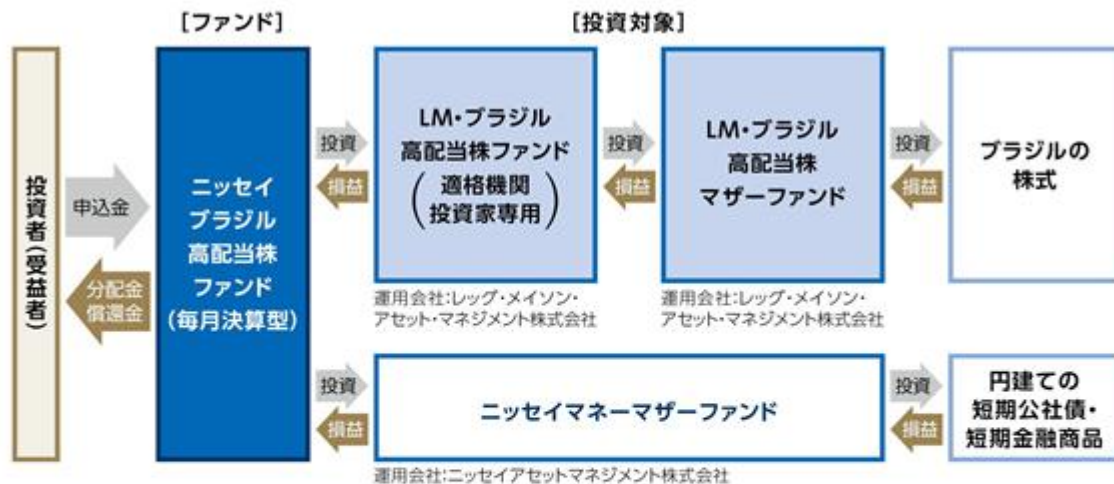 [ファンド]
[投資対象]
投資者(受益者)
申込金
分配金
償還金
ニッセイ
ブラジル
高配当株
ファンド
(毎月決算型)
投資
損益
LM・ブラジル
高配当株ファンド
(適格機関
投資家専用)
運用会社:レッグ・メイソン・
アセット・マネジメント株式会社
投資
損益
LM・ブラジル
高配当株
マザーファンド
運用会社:レッグ・メイソン・
アセット・マネジメント株式会社
投資
損益
ブラジルの
株式
投資
損益
ニッセイマネーマザーファンド
運用会社:ニッセイアセットマネジメント株式会社
投資
損益
円建ての
短期公社債・
短期金融商品